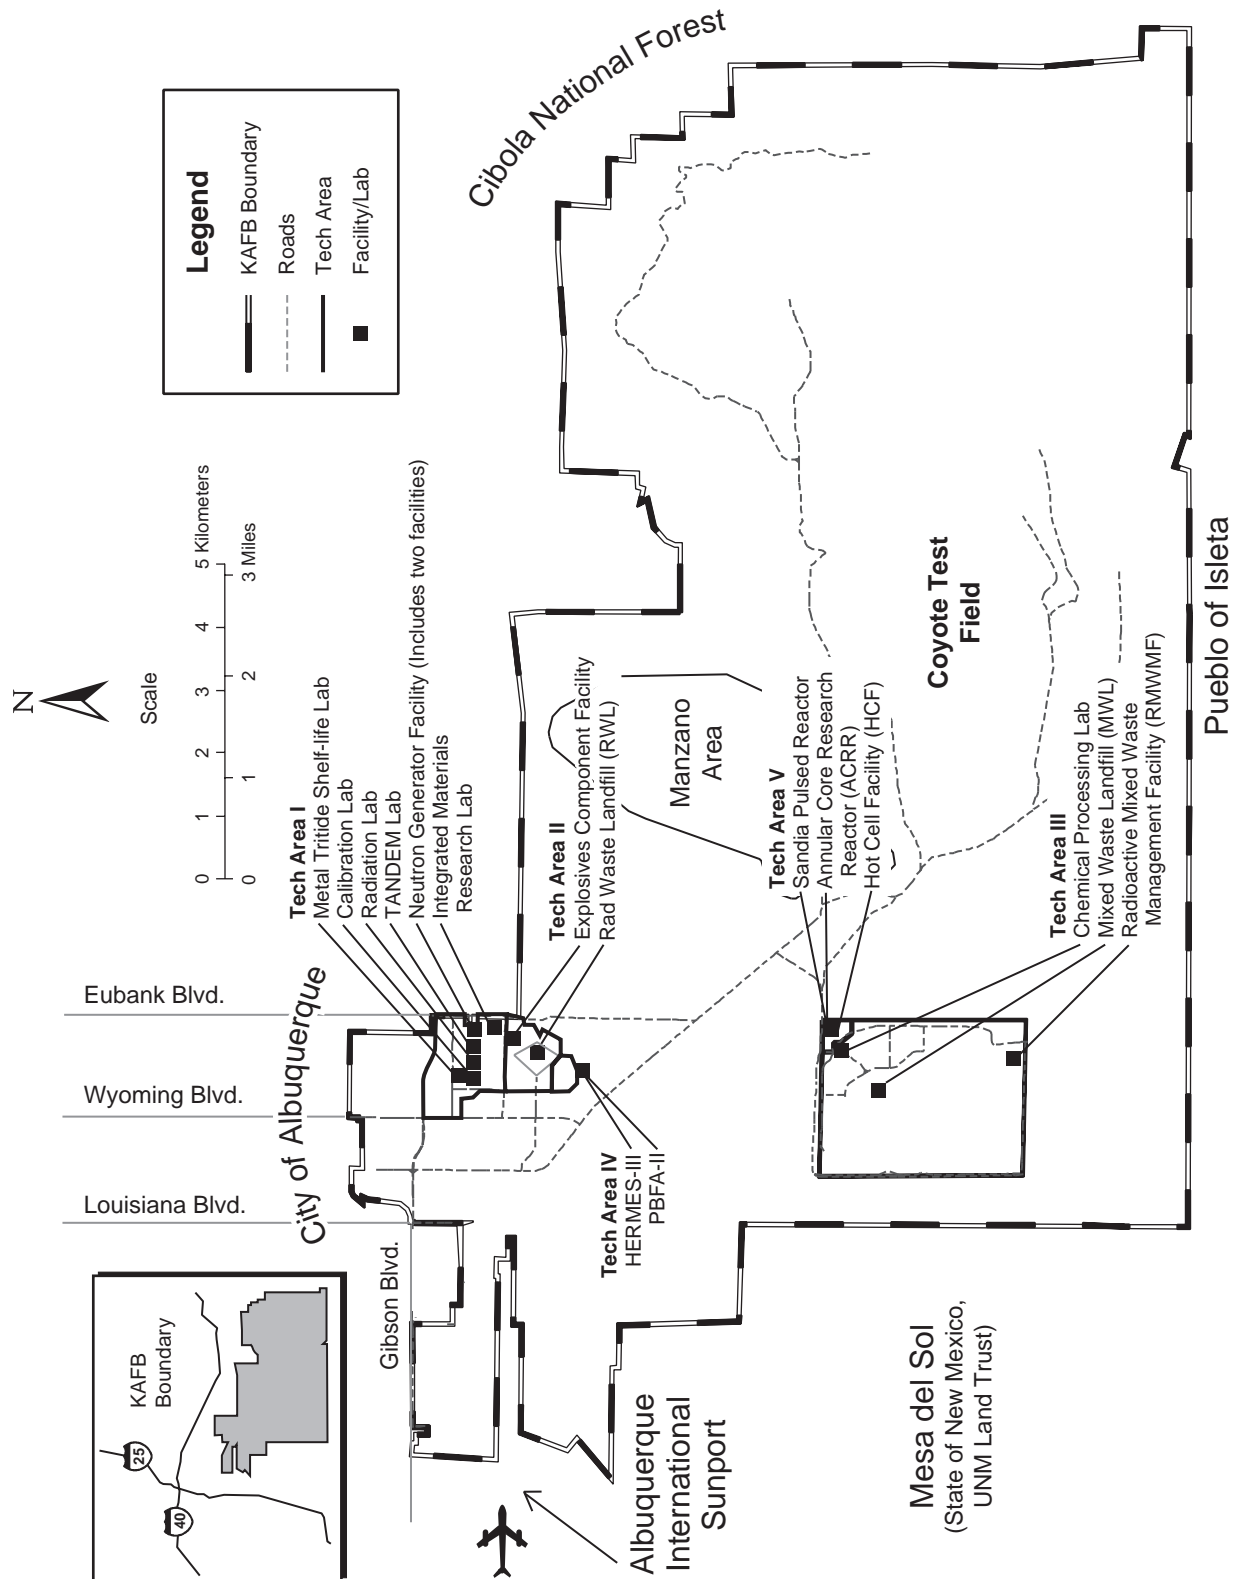 KAFB
Boundary
25
40
Louisiana Blvd.
Wyoming Blvd.
Eubank Blvd.
Gibson Blvd.
City of Albuquerque
N
Scale
0 1 2 3 4 5 Kilometers
0 1 2 3 Miles
Legend
KAFB Boundary
Roads
Tech Area
Facility/Lab
Cibola National Forest
Tech Area I
Metal Tritide Shelf-life Lab
Calibration Lab
Radiation Lab
TANDEM Lab
Neutron Generator Facility (Includes two facilities)
Integrated Materials
Research Lab
Tech Area II
Explosives Component Facility
Rad Waste Landfill (RWL)
Tech Area IV
HERMES-III
PBFA-II
Manzano
Area
Tech Area V
Sandia Pulsed Reactor
Annular Core Research
Reactor (ACRR)
Hot Cell Facility (HCF)
Coyote Test
Field
Tech Area III
Chemical Processing Lab
Mixed Waste Landfill (MWL)
Radioactive Mixed Waste
Management Facility (RMWMF)
Albuquerque
International
Sunport
Mesa del Sol
(State of New Mexico,
UNM Land Trust)
Pueblo of Isleta